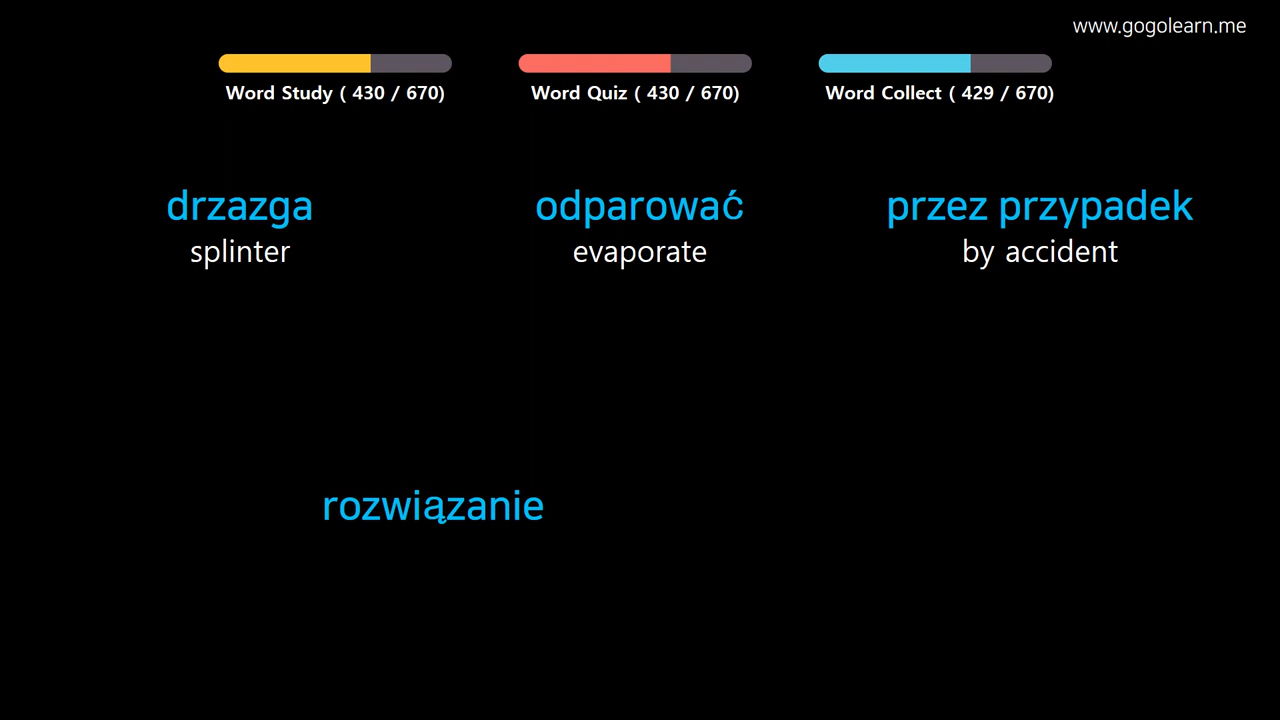 www.gogolearn.me
Word Study ( 430 / 670)
Word Quiz ( 430 / 670)
Word Collect ( 429 / 670)
drzazga
splinter
odparować
evaporate
przez przypadek
by accident
rozwiązanie